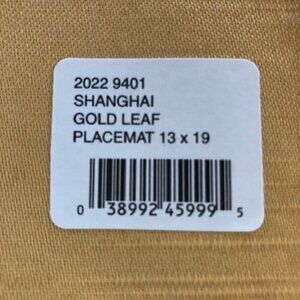 2022 9401
SHANGHAI
GOLD LEAF
PLACEMAT 13 x 19
0 38992 45999 5